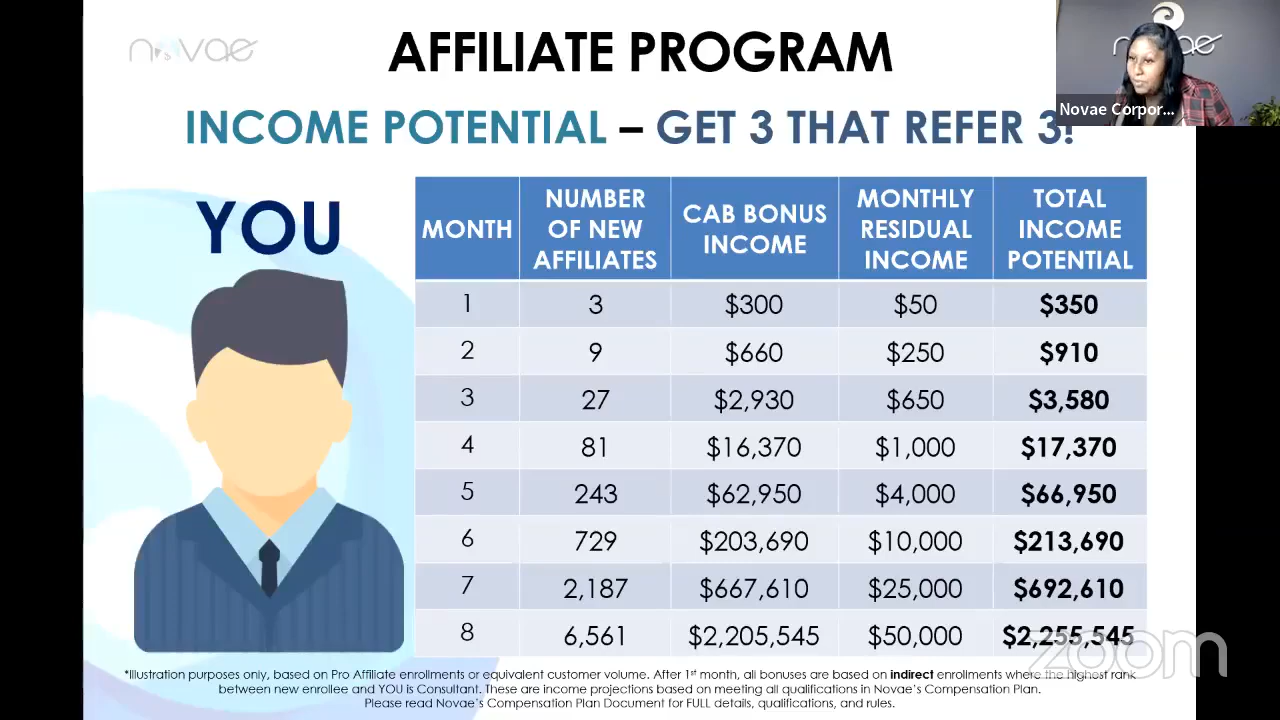 novae
AFFILIATE PROGRAM
novae
Novae Corpor...
INCOME POTENTIAL – GET 3 THAT REFER 3!
YOU
MONTH NUMBER OF NEW AFFILIATES CAB BONUS INCOME MONTHLY RESIDUAL INCOME TOTAL INCOME POTENTIAL
1 3 $300 $50 $350
2 9 $660 $250 $910
3 27 $2,930 $650 $3,580
4 81 $16,370 $1,000 $17,370
5 243 $62,950 $4,000 $66,950
6 729 $203,690 $10,000 $213,690
7 2,187 $667,610 $25,000 $692,610
8 6,561 $2,205,545 $50,000 $2,255,545
zoom
*Illustration purposes only, based on Pro Affiliate enrollments or equivalent customer volume. After 1st month, all bonuses are based on indirect enrollments where the highest rank
between new enrollee and YOU is Consultant. These are income projections based on meeting all qualifications in Novae's Compensation Plan.
Please read Novae's Compensation Plan Document for FULL details, qualifications, and rules.